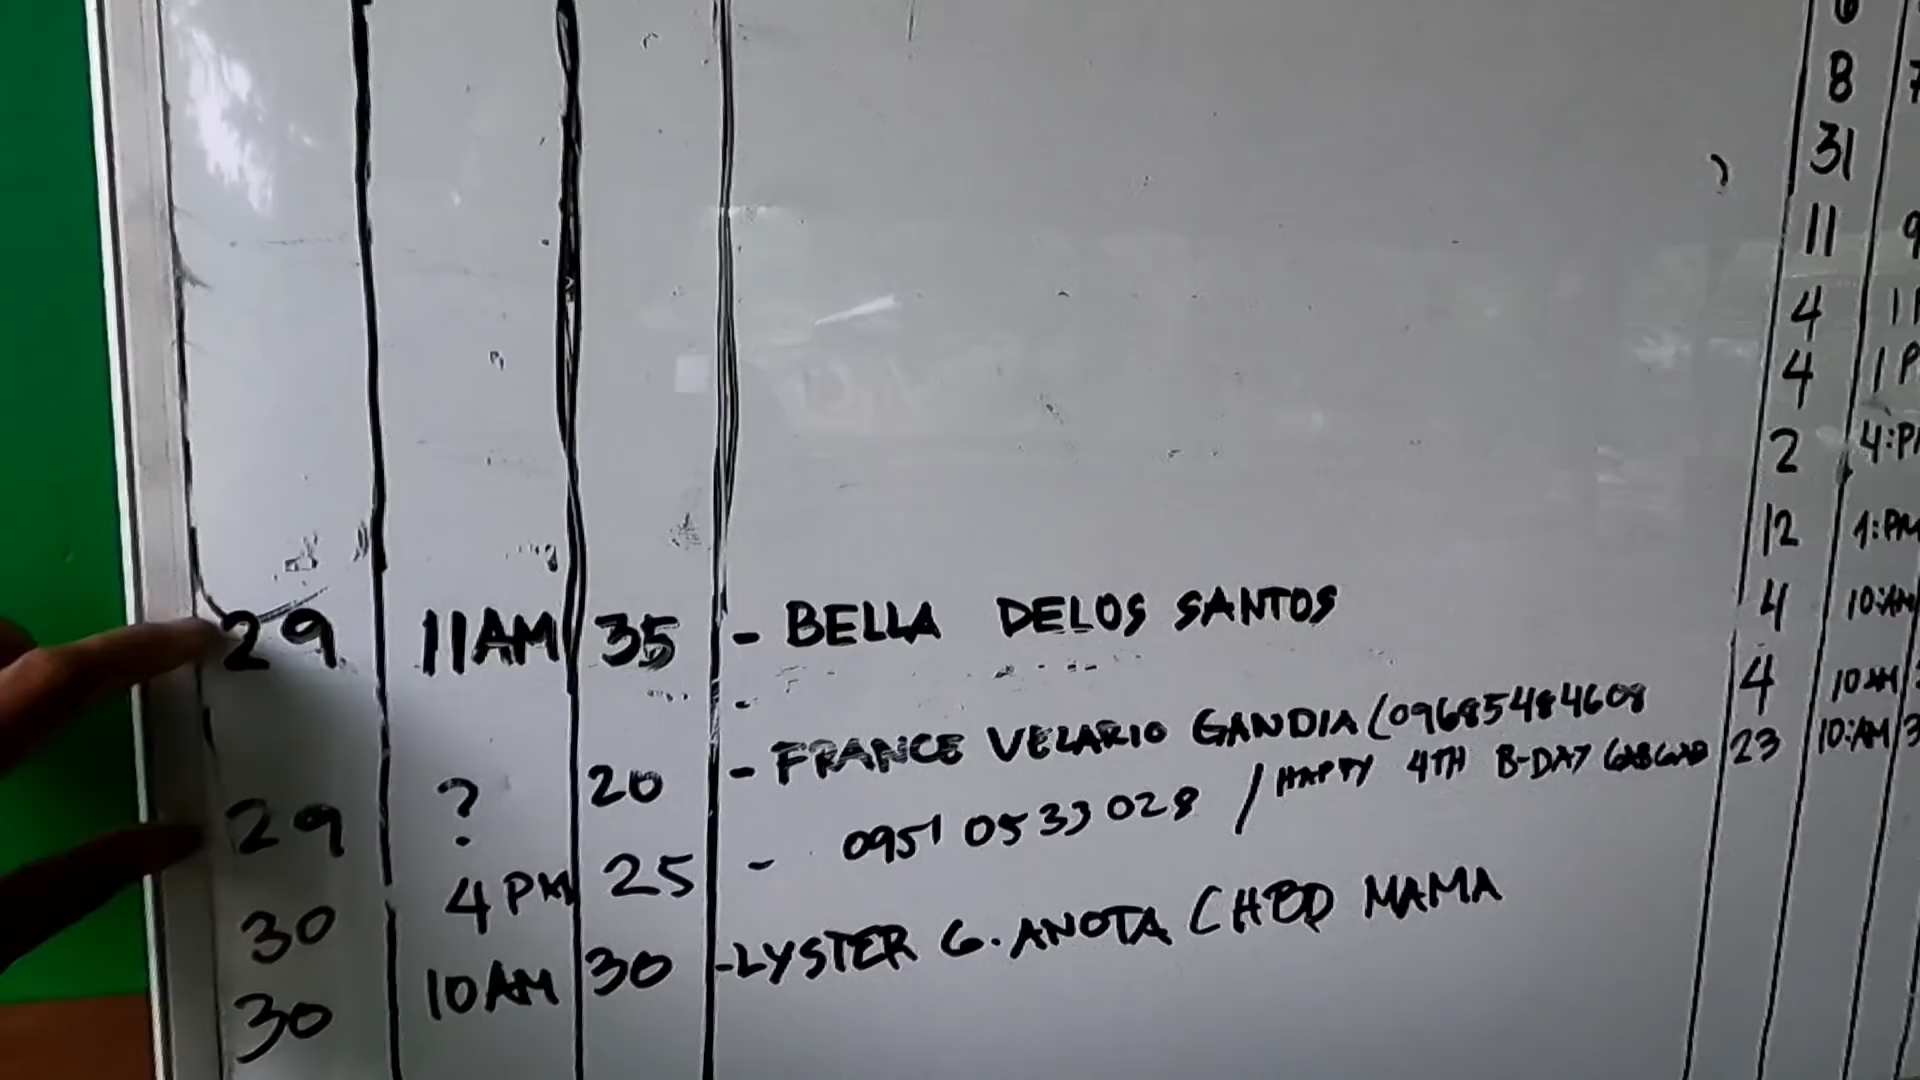 29 11AM 35 - BELLA DELOS SANTOS
29 ? 20 - FRANCE VELARIO GANDIA (09685484608
30 4PM 25 - 0951 0533 028 / HAPPY 4TH B-DAY
30 10AM 30 - LYSTER G. ANOTA (HBD MAMA
8
31
11
4
4
2 4:PM
12 1:PM
4 10:AM
4 10AM
23 10:AM